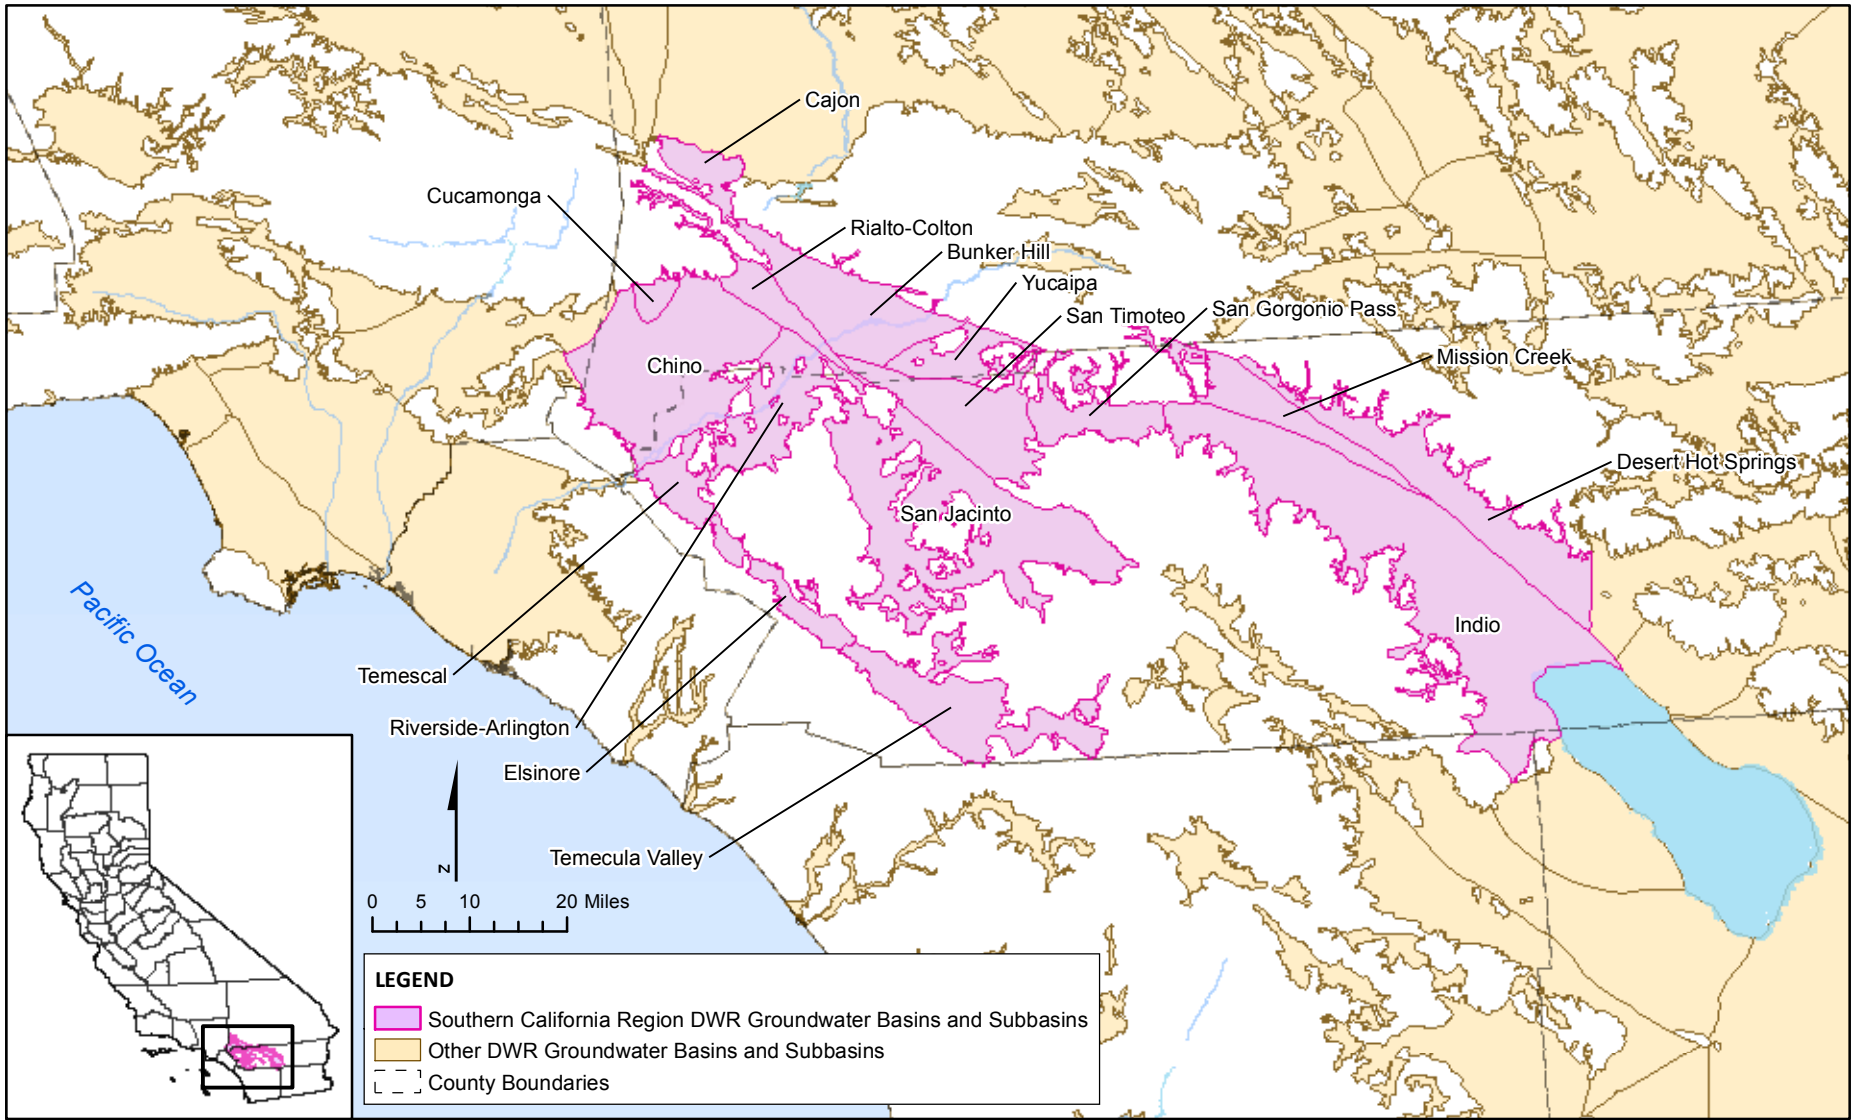 Cajon
Cucamonga
Rialto-Colton
Bunker Hill
Yucaipa
San Timoteo
San Gorgonio Pass
Mission Creek
Chino
Desert Hot Springs
San Jacinto
Indio
Pacific Ocean
Temescal
Riverside-Arlington
Elsinore
Temecula Valley
N
0 5 10 20 Miles
LEGEND
Southern California Region DWR Groundwater Basins and Subbasins
Other DWR Groundwater Basins and Subbasins
County Boundaries